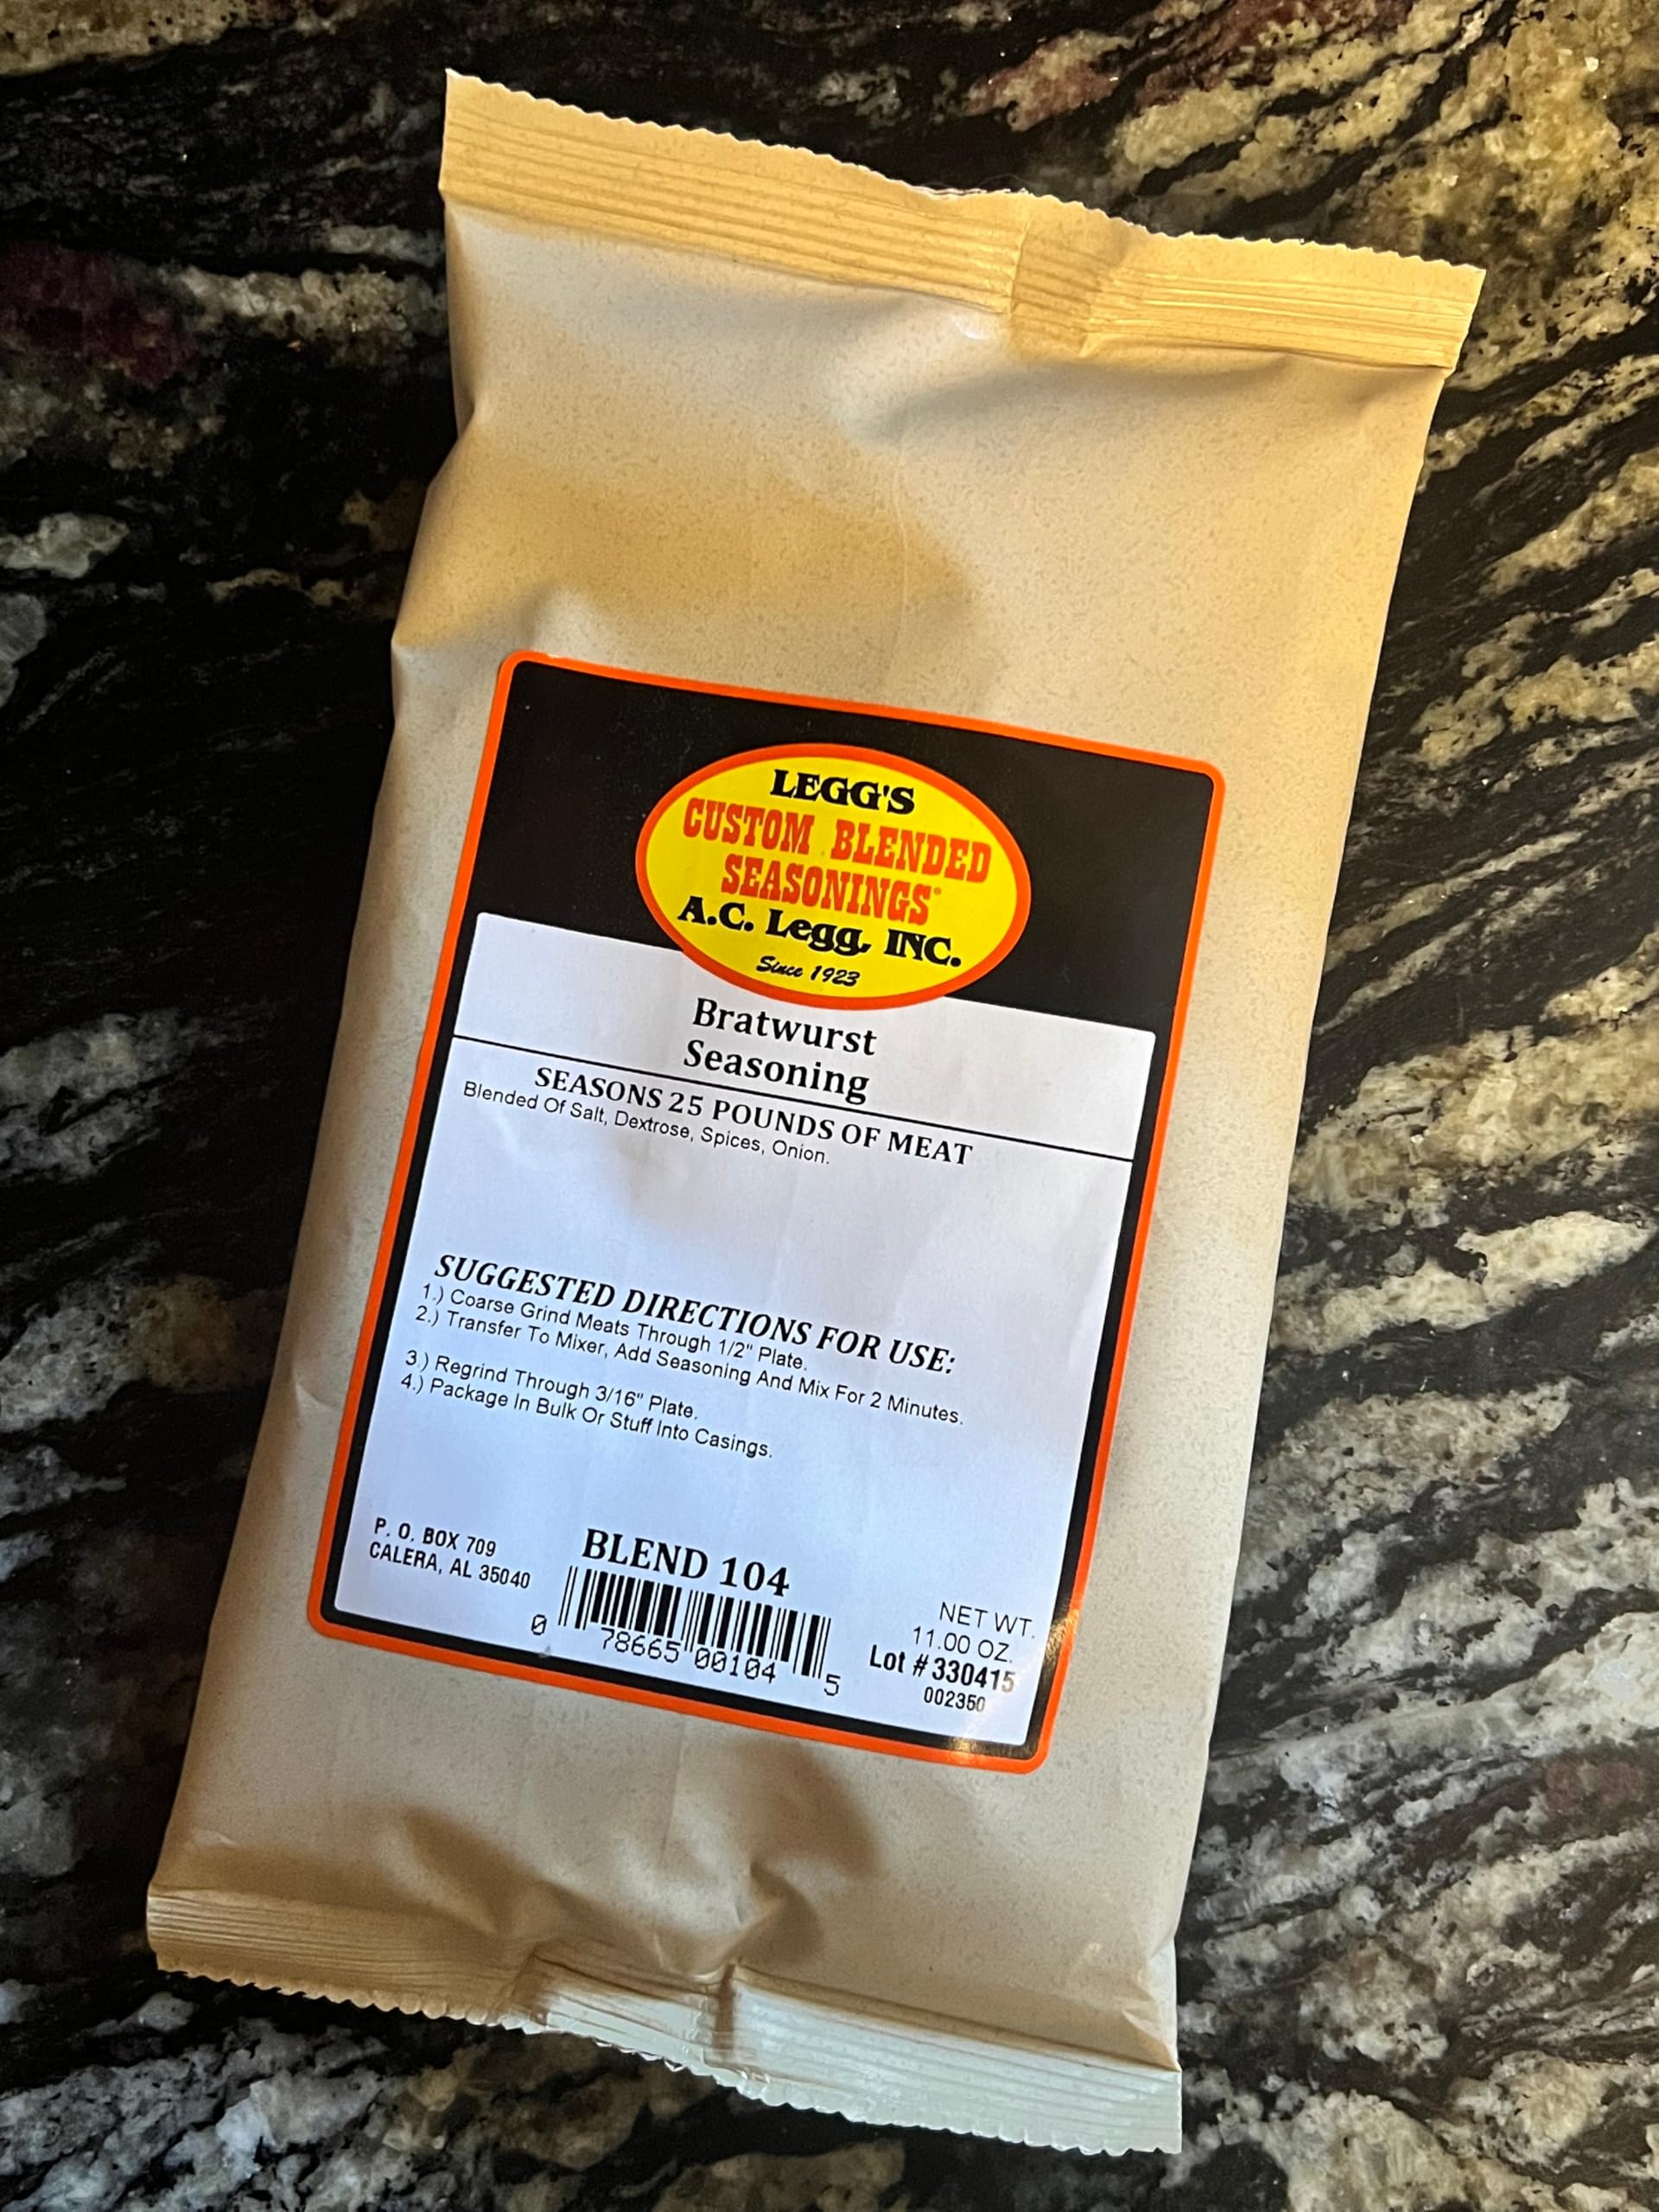 LEGG'S
CUSTOM BLENDED
SEASONINGS®
A.C. Legg, INC.
Since 1923
Bratwurst
Seasoning
SEASONS 25 POUNDS OF MEAT
Blended Of Salt, Dextrose, Spices, Onion.
SUGGESTED DIRECTIONS FOR USE:
1.) Coarse Grind Meats Through 1/2" Plate.
2.) Transfer To Mixer, Add Seasoning And Mix For 2 Minutes.
3.) Regrind Through 3/16" Plate.
4.) Package In Bulk Or Stuff Into Casings.
P. O. BOX 709
CALERA, AL 35040
BLEND 104
0 78665 00104 5
NET WT.
11.00 OZ.
Lot # 330415
002350